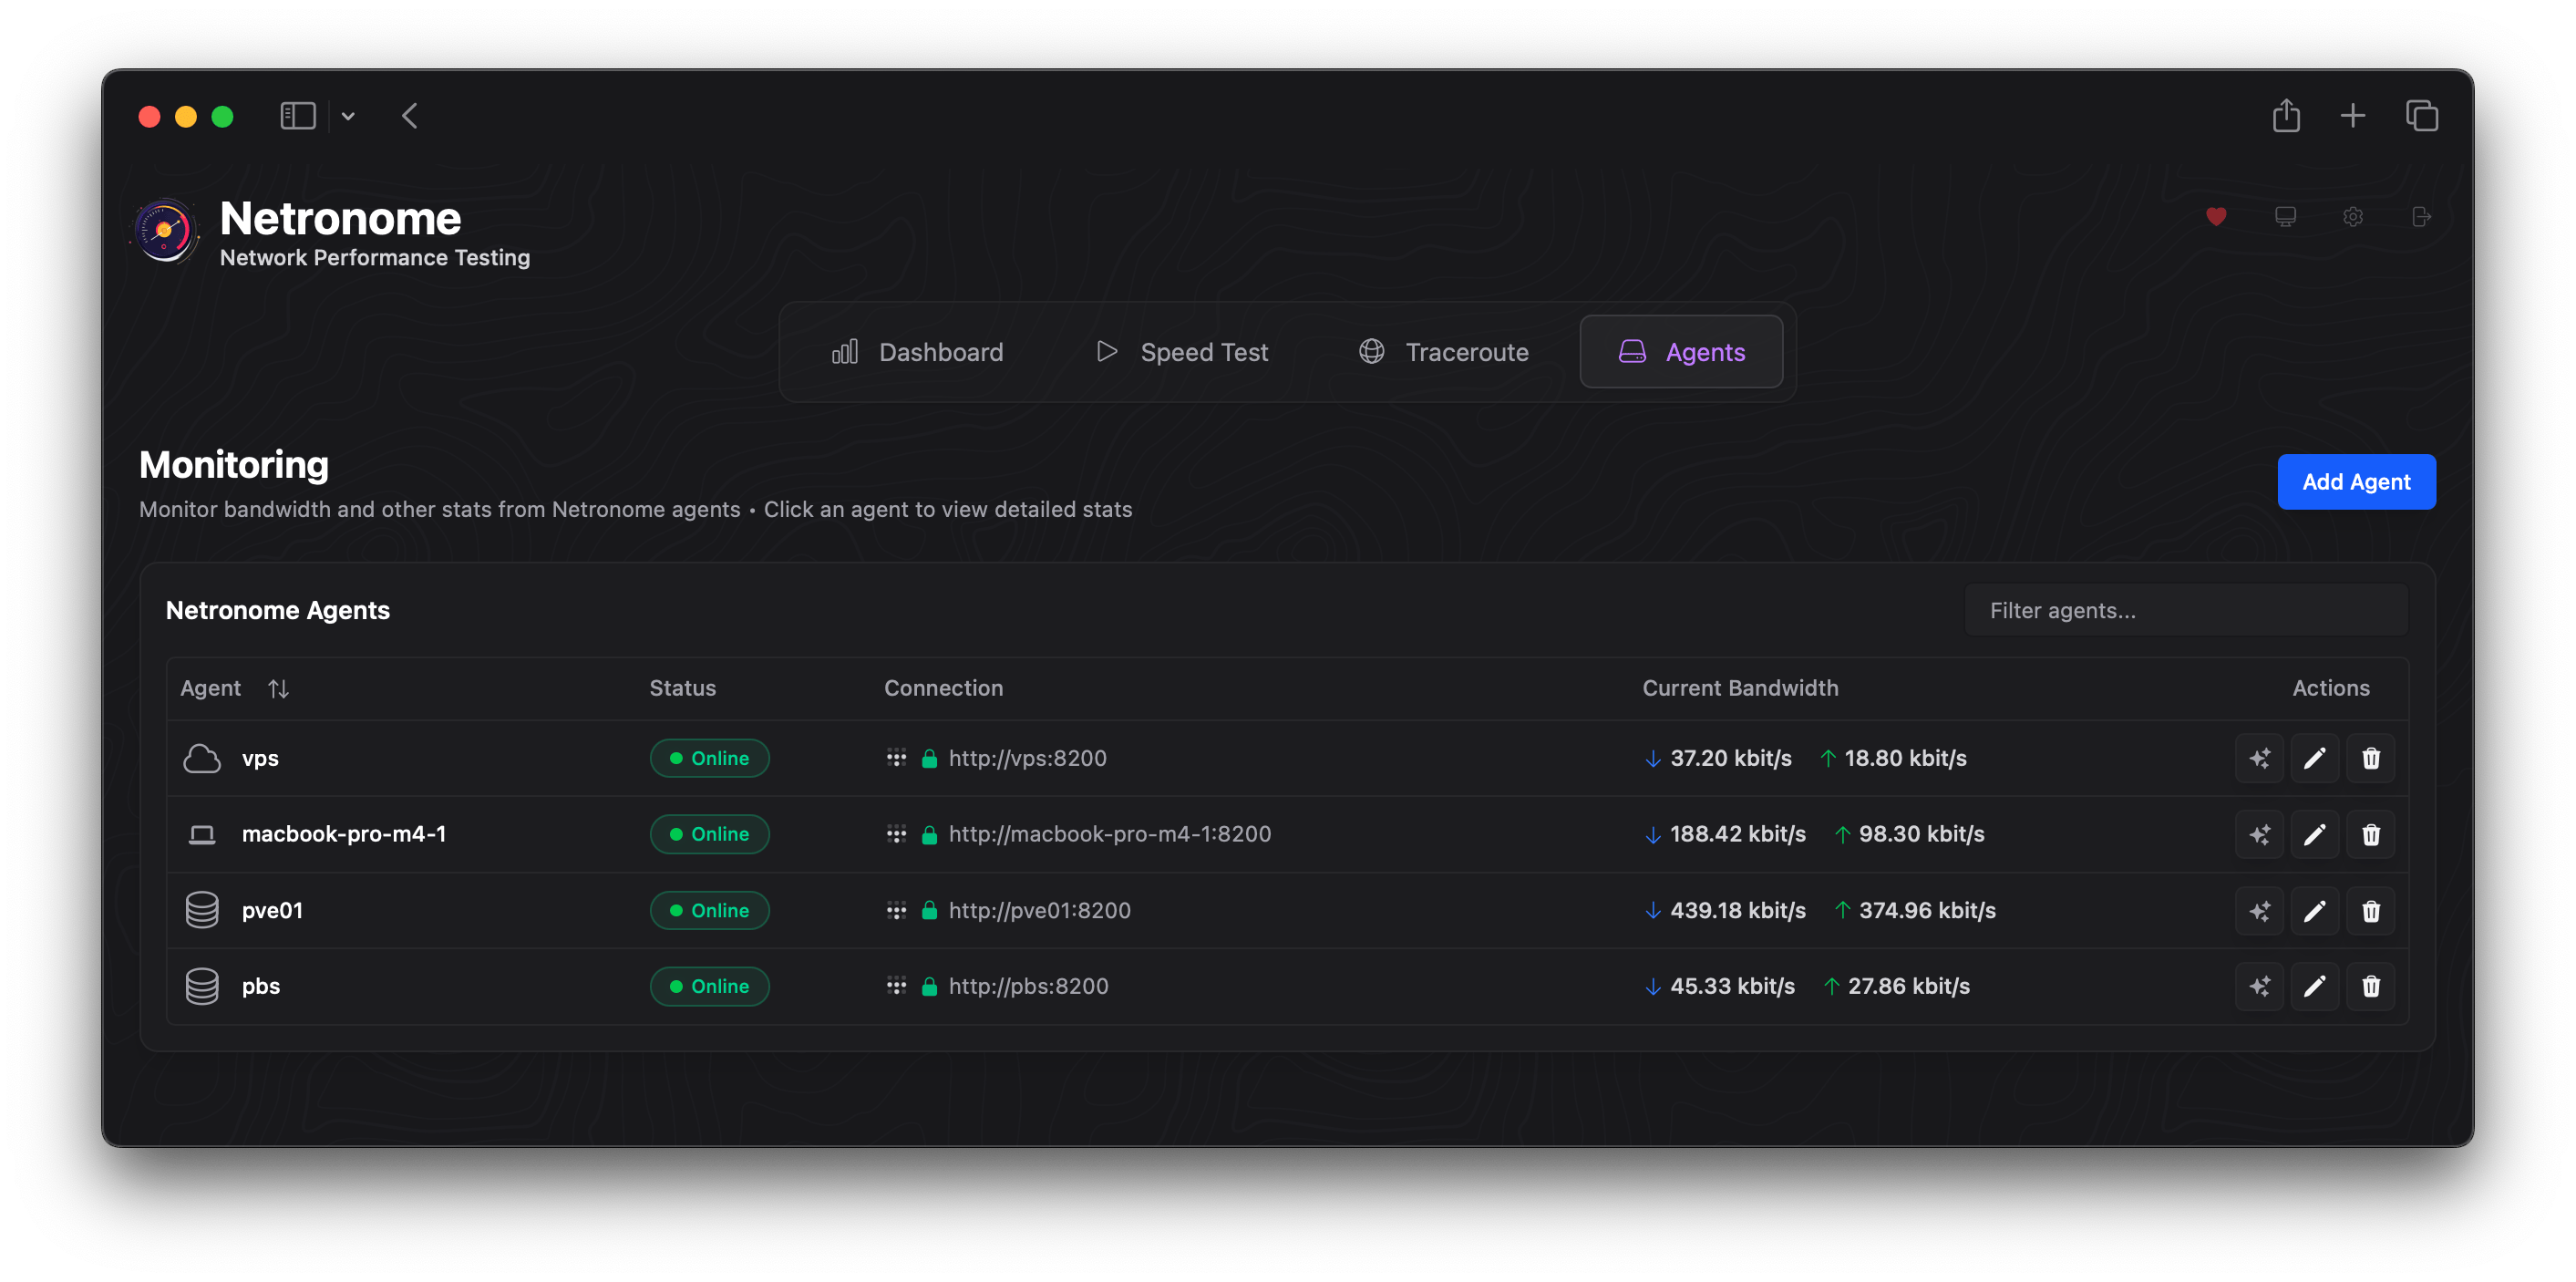 Netronome
Network Performance Testing
Dashboard Speed Test Traceroute Agents
Monitoring
Monitor bandwidth and other stats from Netronome agents • Click an agent to view detailed stats
Add Agent
Netronome Agents
Filter agents...
Agent Status Connection Current Bandwidth Actions
vps Online http://vps:8200 ↓ 37.20 kbit/s ↑ 18.80 kbit/s
macbook-pro-m4-1 Online http://macbook-pro-m4-1:8200 ↓ 188.42 kbit/s ↑ 98.30 kbit/s
pve01 Online http://pve01:8200 ↓ 439.18 kbit/s ↑ 374.96 kbit/s
pbs Online http://pbs:8200 ↓ 45.33 kbit/s ↑ 27.86 kbit/s